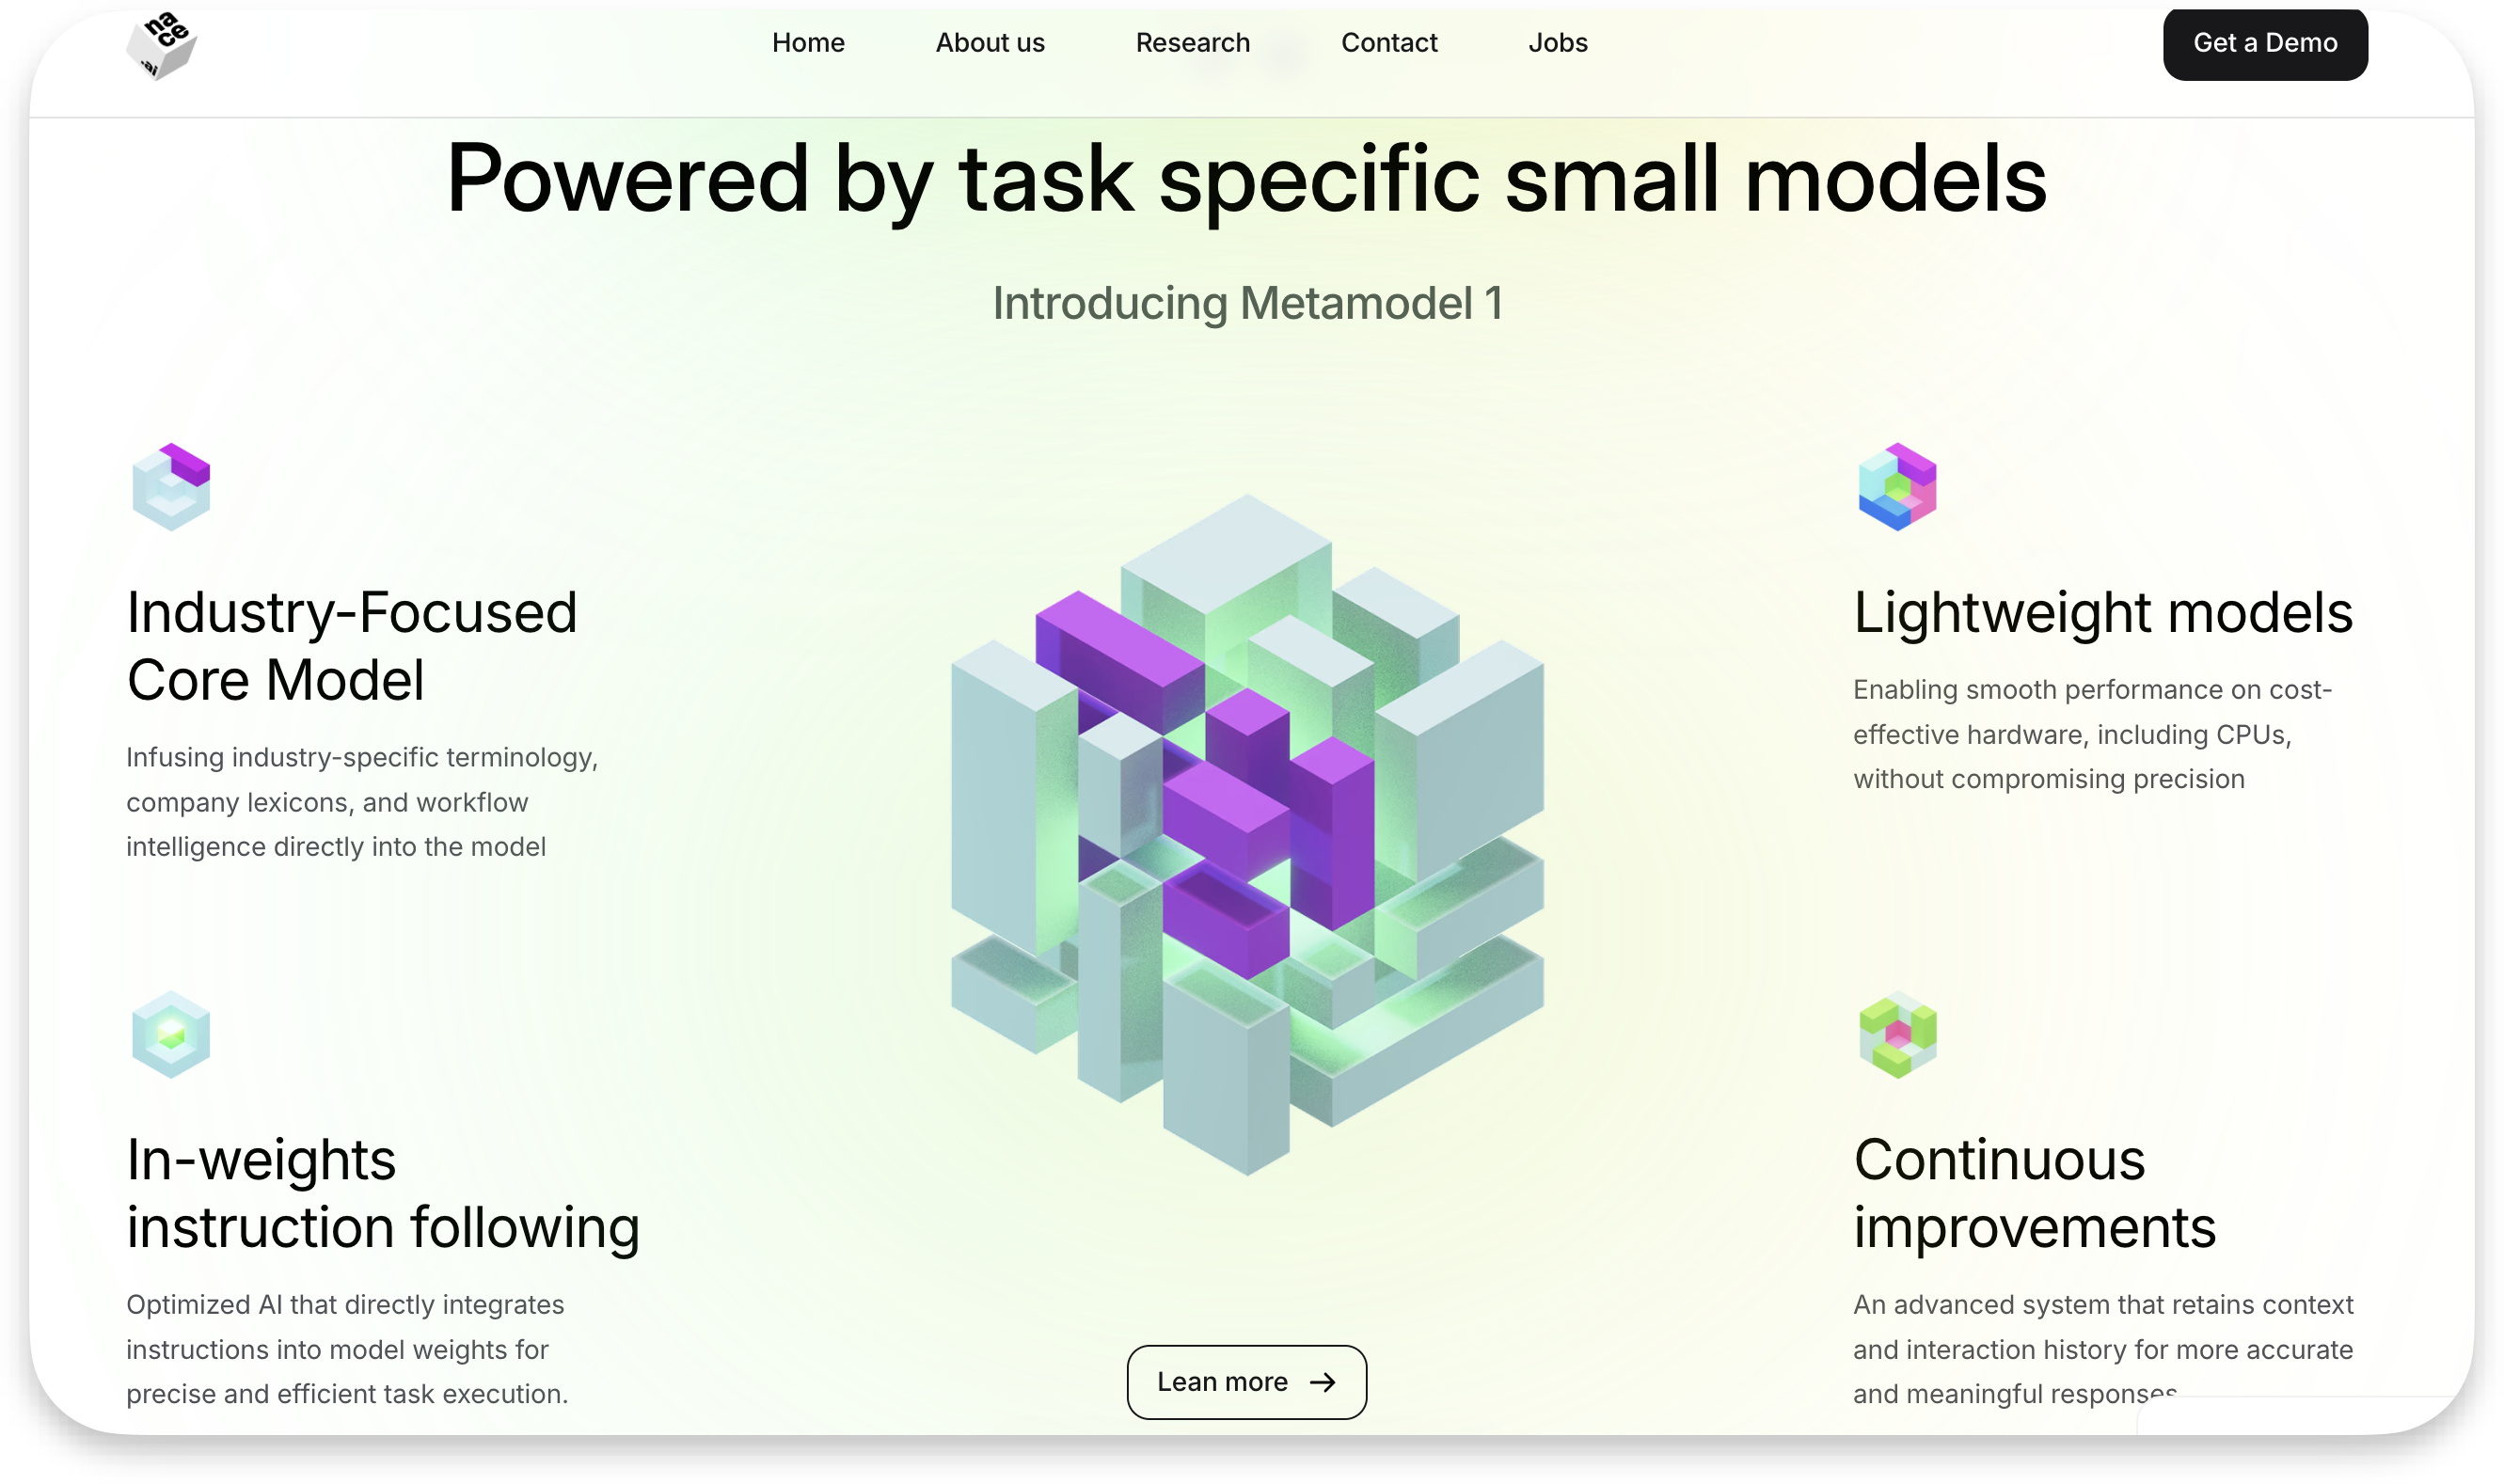 nace
.ai
Home
About us
Research
Contact
Jobs
Get a Demo
Powered by task specific small models
Introducing Metamodel 1
Industry-Focused
Core Model
Infusing industry-specific terminology,
company lexicons, and workflow
intelligence directly into the model
Lightweight models
Enabling smooth performance on cost-
effective hardware, including CPUs,
without compromising precision
In-weights
instruction following
Optimized AI that directly integrates
instructions into model weights for
precise and efficient task execution.
Continuous
improvements
An advanced system that retains context
and interaction history for more accurate
and meaningful responses
Lean more